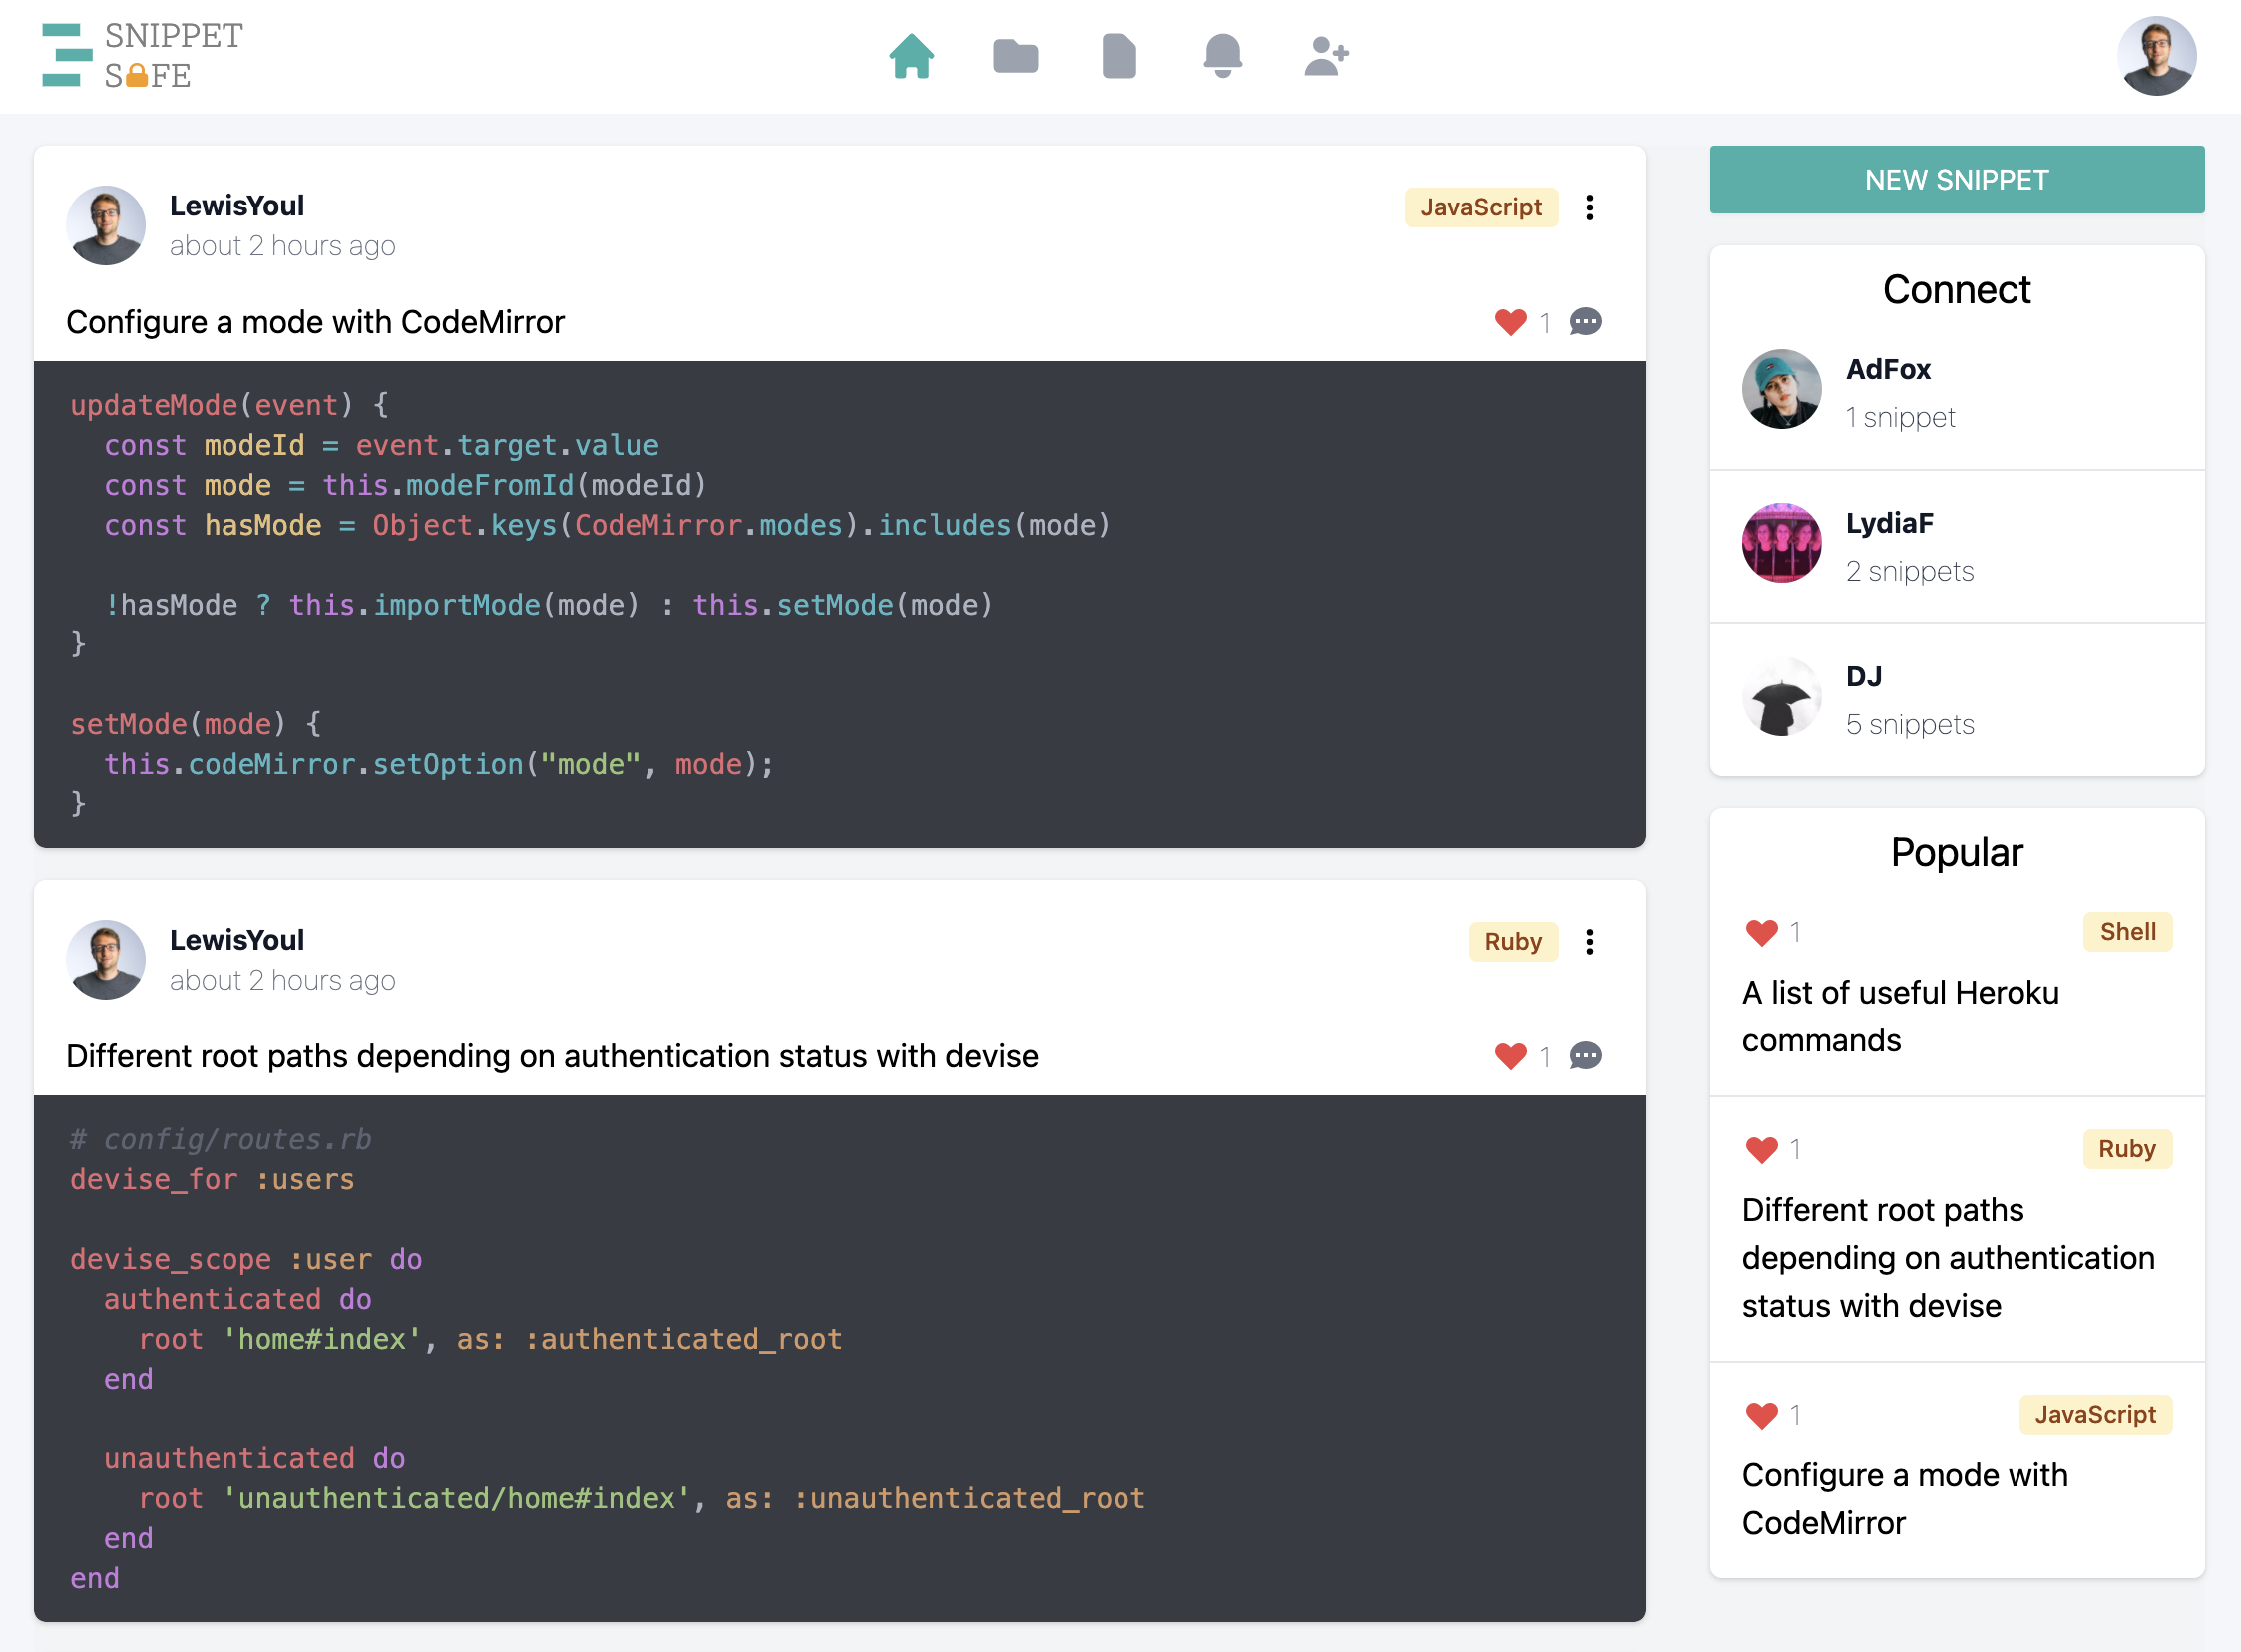 SNIPPET
SAFE
LewisYoul
about 2 hours ago
JavaScript
Configure a mode with CodeMirror
1
updateMode(event) {
  const modeId = event.target.value
  const mode = this.modeFromId(modeId)
  const hasMode = Object.keys(CodeMirror.modes).includes(mode)
  !hasMode ? this.importMode(mode) : this.setMode(mode)
}
setMode(mode) {
  this.codeMirror.setOption("mode", mode);
}
LewisYoul
about 2 hours ago
Ruby
Different root paths depending on authentication status with devise
1
# config/routes.rb
devise_for :users
devise_scope :user do
  authenticated do
    root 'home#index', as: :authenticated_root
  end
  unauthenticated do
    root 'unauthenticated/home#index', as: :unauthenticated_root
  end
end
NEW SNIPPET
Connect
AdFox
1 snippet
LydiaF
2 snippets
DJ
5 snippets
Popular
1
Shell
A list of useful Heroku
commands
1
Ruby
Different root paths
depending on authentication
status with devise
1
JavaScript
Configure a mode with
CodeMirror